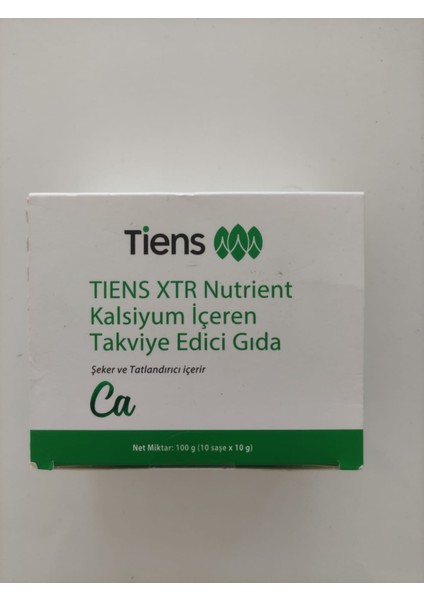 Tiens
TIENS XTR Nutrient
Kalsiyum İçeren
Takviye Edici Gıda
Şeker ve Tatlandırıcı içerir
Ca
Net Miktar: 100 g (10 saşe x 10 g)